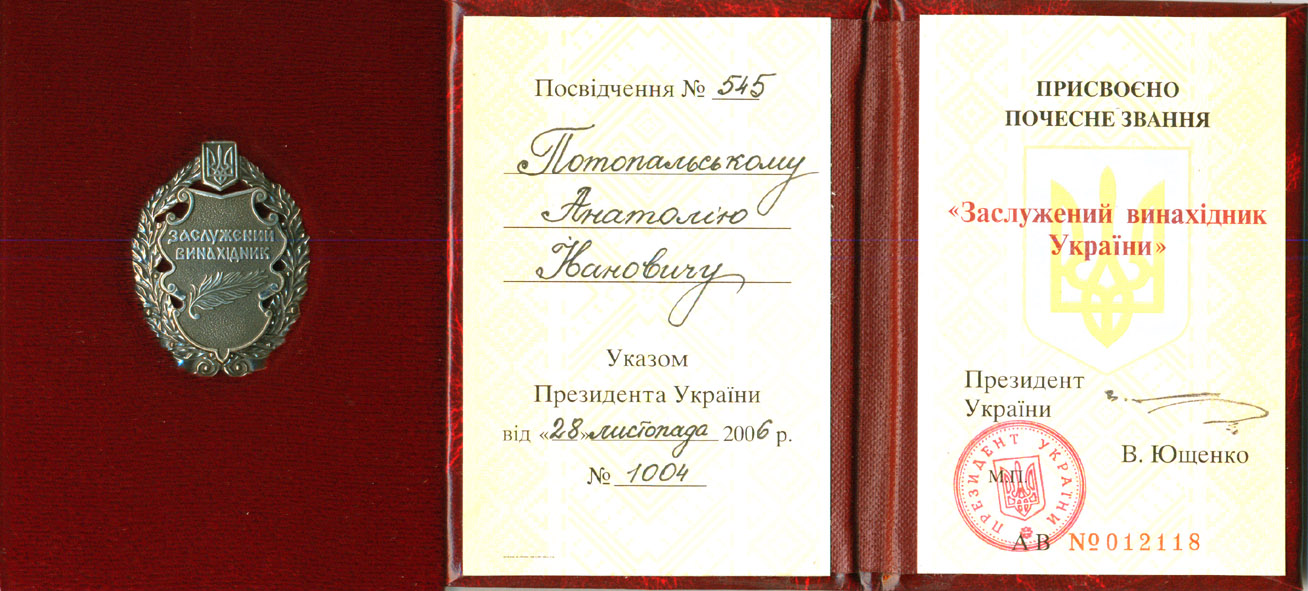 ЗАСЛУЖЕНИЙ
ВИНАХІДНИК
Посвідчення № 545
Потопальському
Анатолію
Івановичу
Указом
Президента України
від «28» листопада 2006 р.
№ 1004
ПРИСВОЄНО
ПОЧЕСНЕ ЗВАННЯ
«Заслужений винахідник
України»
Президент
України
В. Ющенко
ПРЕЗИДЕНТ УКРАЇНИ
М.П.
АВ №012118